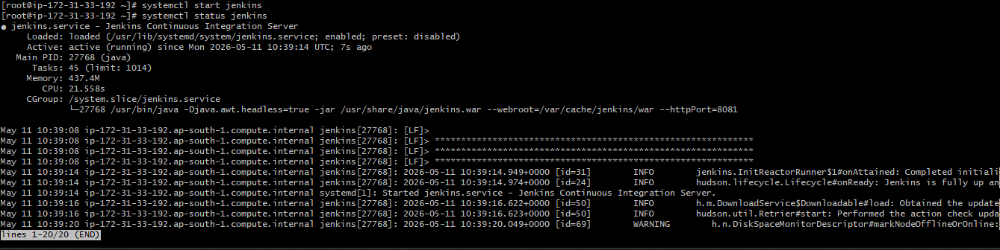 [root@ip-172-31-33-192 ~]# systemctl start jenkins
[root@ip-172-31-33-192 ~]# systemctl status jenkins
● jenkins.service - Jenkins Continuous Integration Server
     Loaded: loaded (/usr/lib/systemd/system/jenkins.service; enabled; preset: disabled)
     Active: active (running) since Mon 2026-05-11 10:39:14 UTC; 7s ago
   Main PID: 27768 (java)
      Tasks: 45 (limit: 1014)
     Memory: 437.4M
        CPU: 21.558s
     CGroup: /system.slice/jenkins.service
             └─27768 /usr/bin/java -Djava.awt.headless=true -jar /usr/share/java/jenkins.war --webroot=/var/cache/jenkins/war --httpPort=8081
May 11 10:39:08 ip-172-31-33-192.ap-south-1.compute.internal jenkins[27768]: [LF]>
May 11 10:39:08 ip-172-31-33-192.ap-south-1.compute.internal jenkins[27768]: [LF]> *************************************************************
May 11 10:39:08 ip-172-31-33-192.ap-south-1.compute.internal jenkins[27768]: [LF]> *************************************************************
May 11 10:39:08 ip-172-31-33-192.ap-south-1.compute.internal jenkins[27768]: [LF]> *************************************************************
May 11 10:39:14 ip-172-31-33-192.ap-south-1.compute.internal jenkins[27768]: 2026-05-11 10:39:14.949+0000 [id=31]        INFO        jenkins.InitReactorRunner$1#onAttained: Completed initiali
May 11 10:39:14 ip-172-31-33-192.ap-south-1.compute.internal jenkins[27768]: 2026-05-11 10:39:14.974+0000 [id=24]        INFO        hudson.lifecycle.Lifecycle#onReady: Jenkins is fully up an
May 11 10:39:14 ip-172-31-33-192.ap-south-1.compute.internal systemd[1]: Started jenkins.service - Jenkins Continuous Integration Server.
May 11 10:39:16 ip-172-31-33-192.ap-south-1.compute.internal jenkins[27768]: 2026-05-11 10:39:16.622+0000 [id=50]        INFO        h.m.DownloadService$Downloadable#load: Obtained the update
May 11 10:39:16 ip-172-31-33-192.ap-south-1.compute.internal jenkins[27768]: 2026-05-11 10:39:16.623+0000 [id=50]        INFO        hudson.util.Retrier#start: Performed the action check upda
May 11 10:39:20 ip-172-31-33-192.ap-south-1.compute.internal jenkins[27768]: 2026-05-11 10:39:20.049+0000 [id=69]        WARNING        h.n.DiskSpaceMonitorDescriptor#markNodeOfflineOrOnline:
lines 1-20/20 (END)